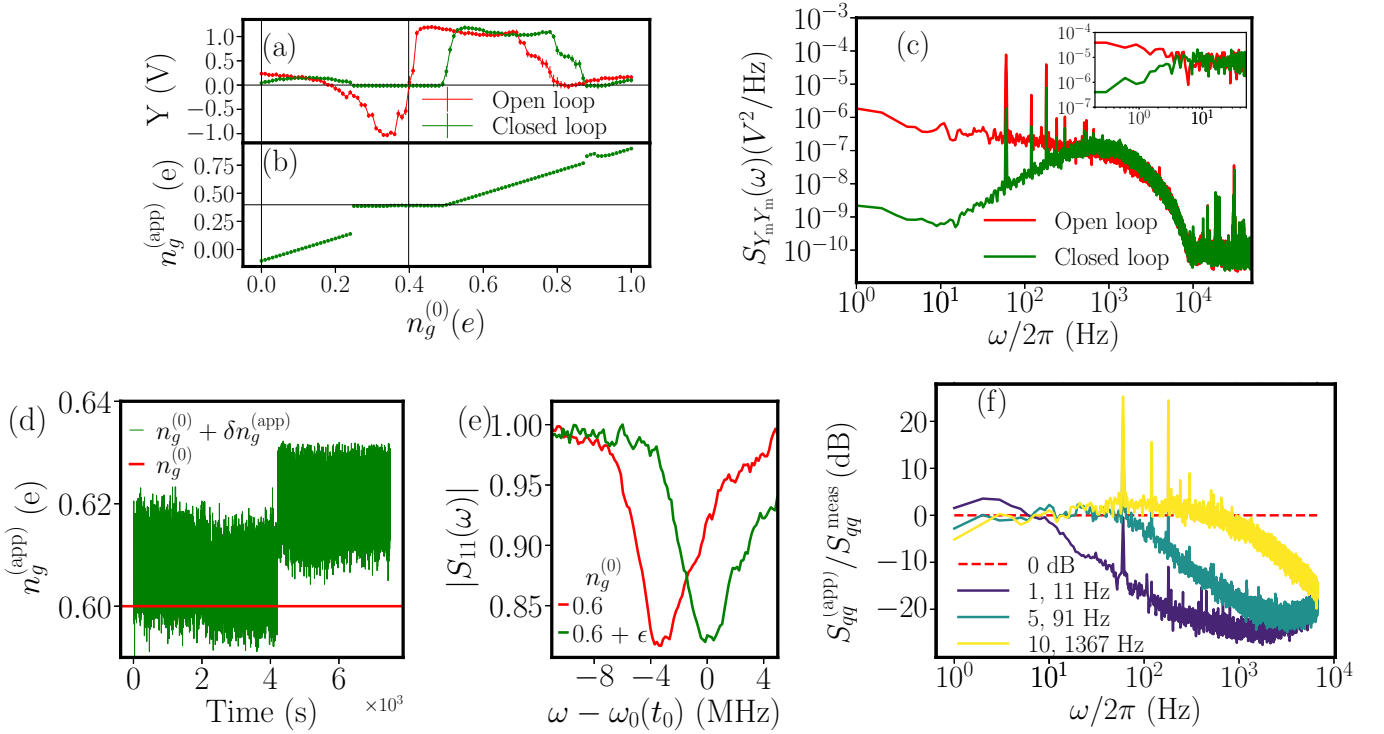 (a)
1.0
0.5
0.0
−0.5
−1.0
Y (V)
Open loop
Closed loop
(b)
0.75
0.50
0.25
0.00
n_g^(app) (e)
0.0 0.2 0.4 0.6 0.8 1.0
n_g^(0)(e)
(c)
10^−3
10^−4
10^−5
10^−6
10^−7
10^−8
10^−9
10^−10
S_{Y_m Y_m}(ω)(V^2/Hz)
10^−4
10^−5
10^−6
10^−7
10^0 10^1
Open loop
Closed loop
10^0 10^1 10^2 10^3 10^4
ω/2π (Hz)
(d)
0.64
0.62
0.60
n_g^(app) (e)
n_g^(0) + δn_g^(app)
n_g^(0)
0 2 4 6
×10^3
Time (s)
(e)
1.00
0.95
0.90
0.85
|S_11(ω)|
n_g^(0)
0.6
0.6 + ϵ
−8 −4 0 4
ω − ω_0(t_0) (MHz)
(f)
20
10
0
−10
−20
S_qq^(app)/S_qq^meas (dB)
0 dB
1, 11 Hz
5, 91 Hz
10, 1367 Hz
10^0 10^1 10^2 10^3 10^4
ω/2π (Hz)